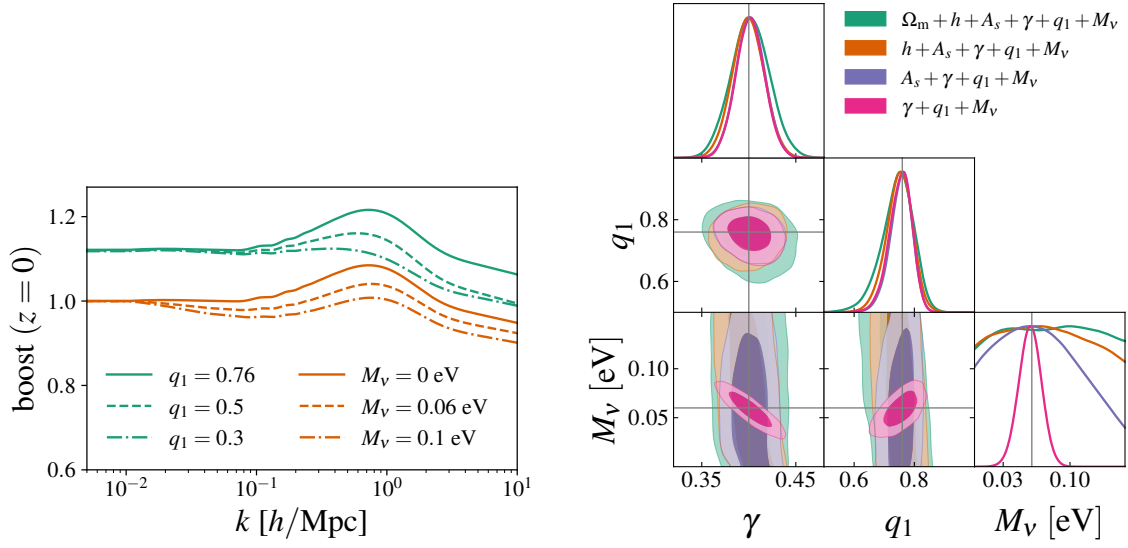 boost (z = 0)
1.2
1.0
0.8
0.6
q₁ = 0.76
q₁ = 0.5
q₁ = 0.3
M_ν = 0 eV
M_ν = 0.06 eV
M_ν = 0.1 eV
10⁻² 10⁻¹ 10⁰ 10¹
k [h/Mpc]
Ω_m + h + A_s + γ + q₁ + M_ν
h + A_s + γ + q₁ + M_ν
A_s + γ + q₁ + M_ν
γ + q₁ + M_ν
q₁
0.8
0.6
M_ν [eV]
0.10
0.05
0.35 0.45
0.6 0.8
0.03 0.10
γ
q₁
M_ν [eV]